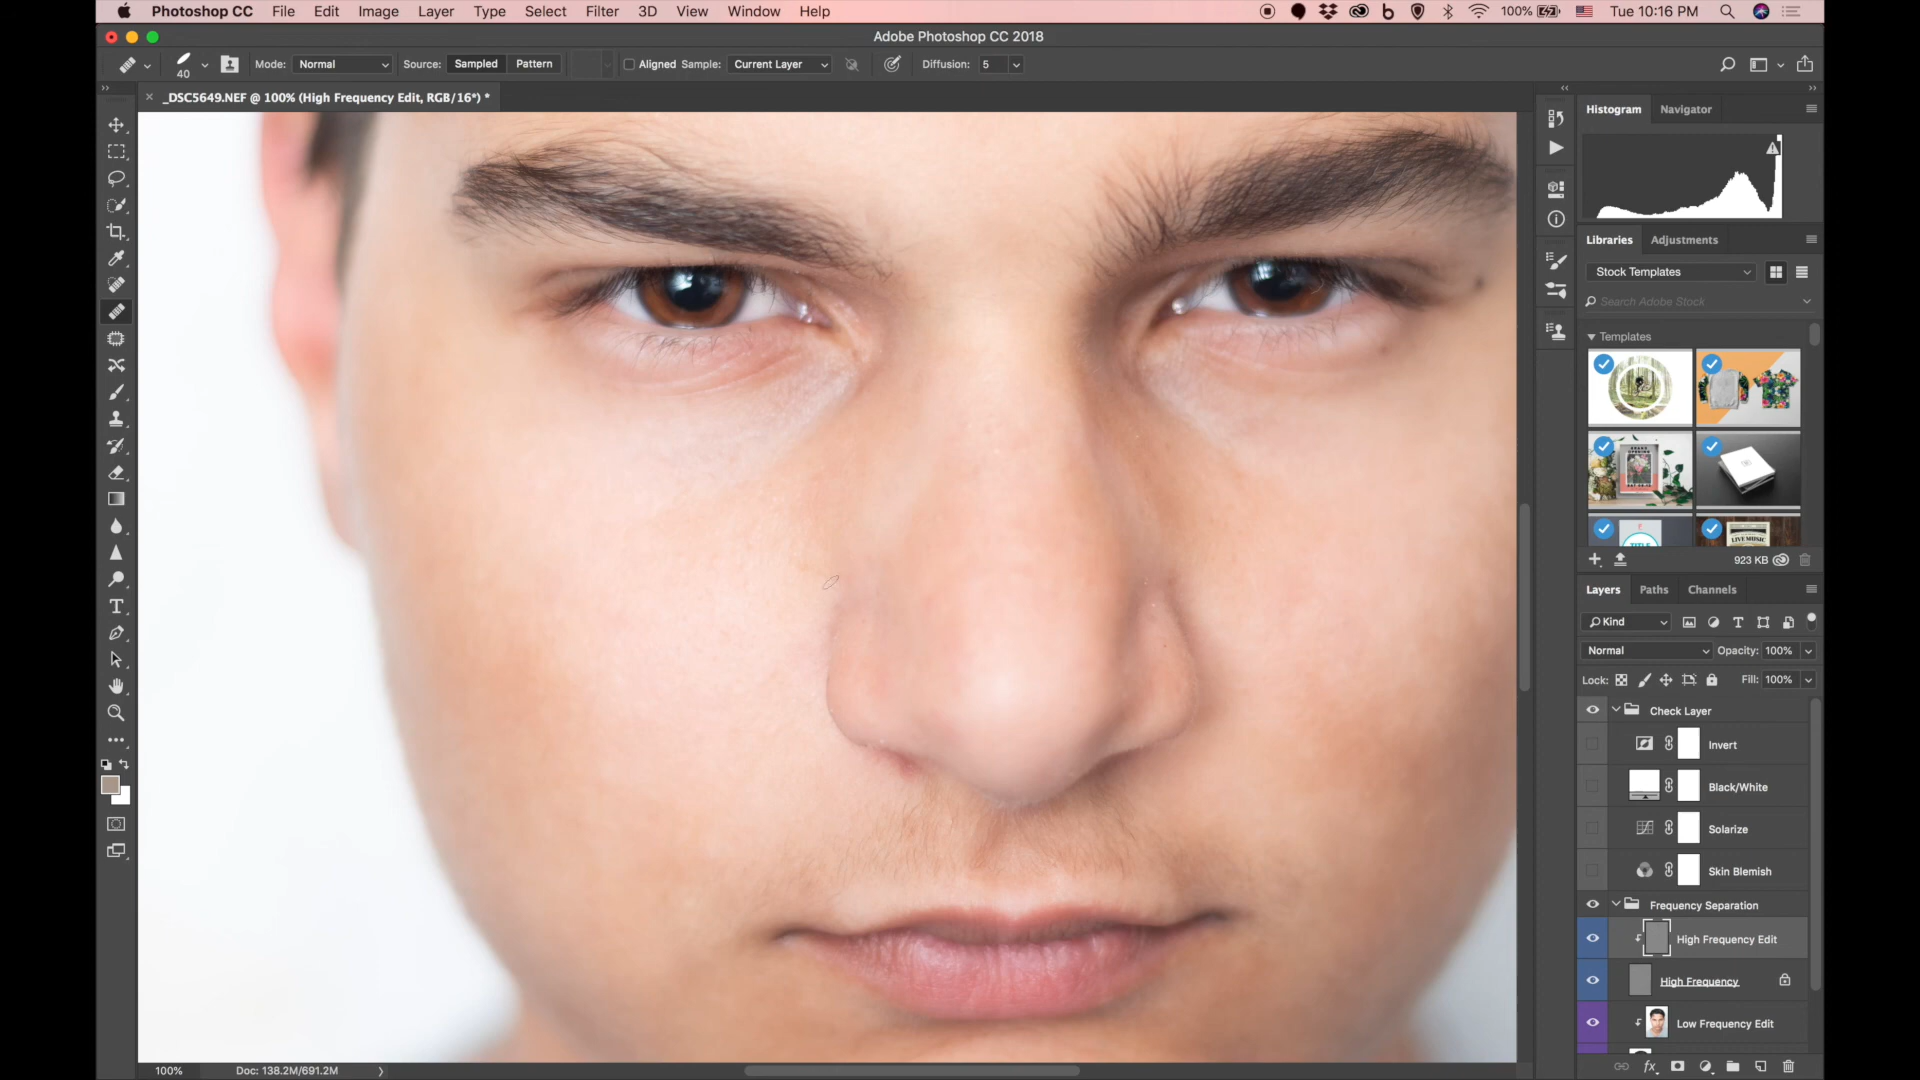 Photoshop CC File Edit Image Layer Type Select Filter 3D View Window Help 100% Tue 10:16 PM
Adobe Photoshop CC 2018
40 Mode: Normal Source: Sampled Pattern Aligned Sample: Current Layer Diffusion: 5
_DSC5649.NEF @ 100% (High Frequency Edit, RGB/16*) *
Histogram Navigator
Libraries Adjustments
Stock Templates
Search Adobe Stock
Templates
LIVE MUSIC
923 KB
Layers Paths Channels
Kind
Normal Opacity: 100%
Lock: Fill: 100%
Check Layer
Invert
Black/White
Solarize
Skin Blemish
Frequency Separation
High Frequency Edit
High Frequency
Low Frequency Edit
100% Doc: 138.2M/691.2M
fx